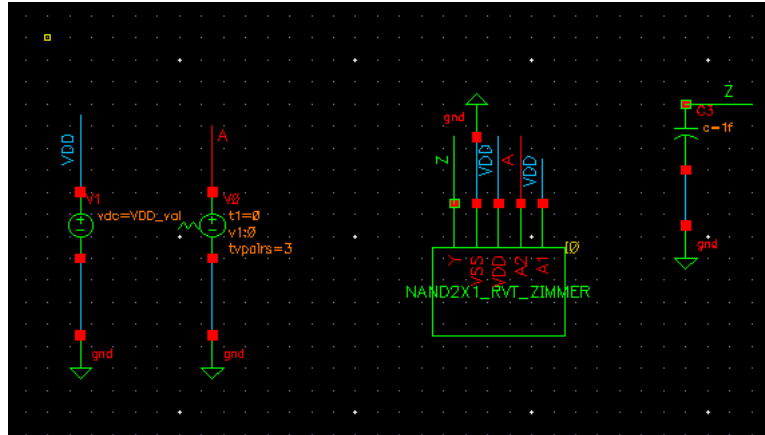 VDD
V1
vdc=VDD_val
gnd
A
V0
t1=0
v1:0
tvpairs=3
gnd
gnd
Z
VDD
A
VDD
Y
VSS
VDD
A2
A1
I0
NAND2X1_RVT_ZIMMER
Z
C3
c=1f
gnd